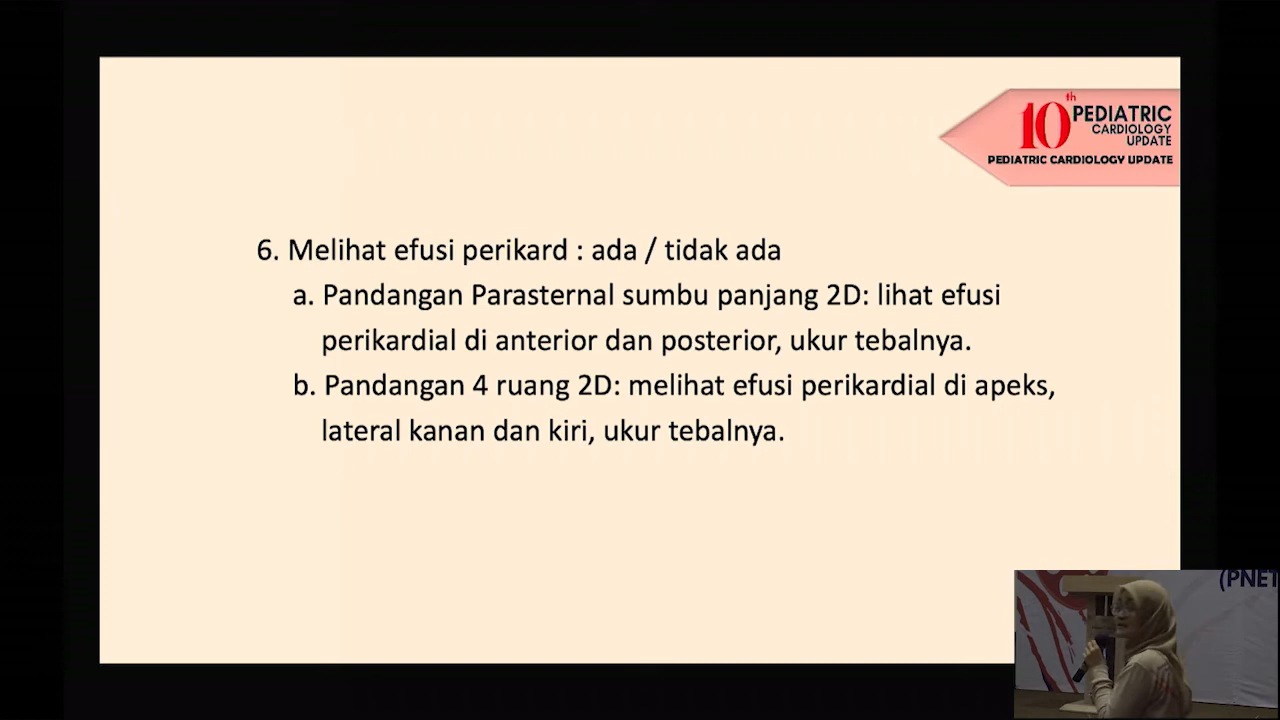 10th PEDIATRIC
CARDIOLOGY
UPDATE
PEDIATRIC CARDIOLOGY UPDATE
6. Melihat efusi perikard : ada / tidak ada
a. Pandangan Parasternal sumbu panjang 2D: lihat efusi
perikardial di anterior dan posterior, ukur tebalnya.
b. Pandangan 4 ruang 2D: melihat efusi perikardial di apeks,
lateral kanan dan kiri, ukur tebalnya.
(PNET